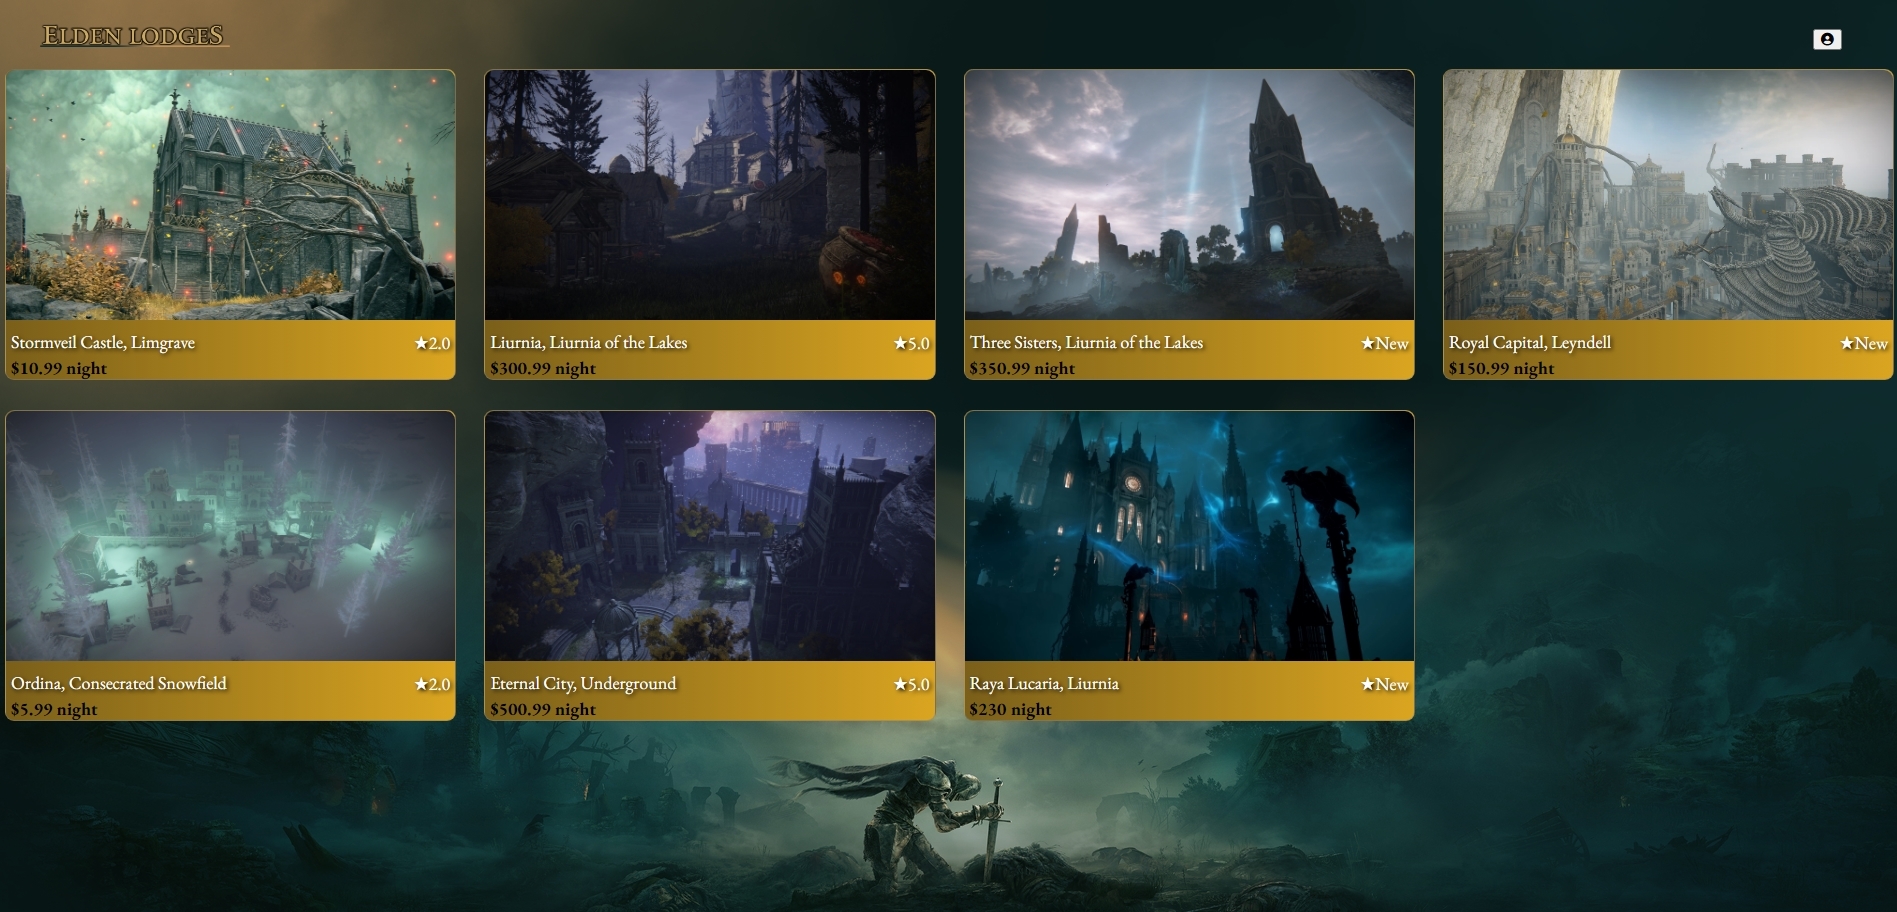 ELDEN LODGES
Stormveil Castle, Limgrave ★2.0
$10.99 night
Liurnia, Liurnia of the Lakes ★5.0
$300.99 night
Three Sisters, Liurnia of the Lakes ★New
$350.99 night
Royal Capital, Leyndell ★New
$150.99 night
Ordina, Consecrated Snowfield ★2.0
$5.99 night
Eternal City, Underground ★5.0
$500.99 night
Raya Lucaria, Liurnia ★New
$230 night